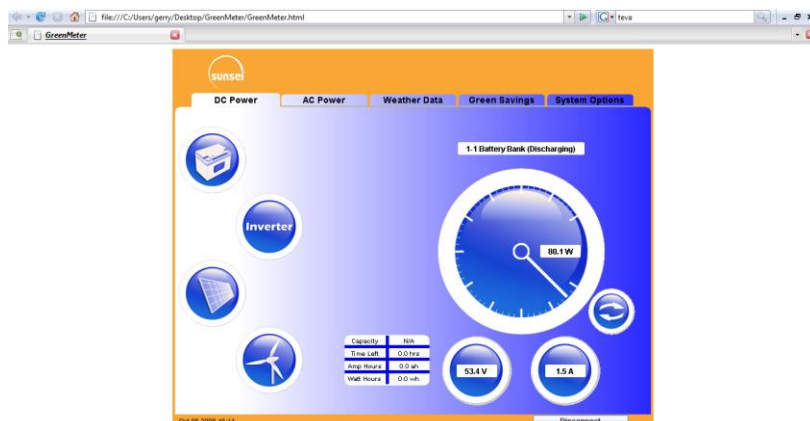 file:///C:/Users/gerry/Desktop/GreenMeter/GreenMeter.html
teva
GreenMeter
sunsei
DC Power
AC Power
Weather Data
Green Savings
System Options
1-1 Battery Bank (Discharging)
Inverter
Capacity N/A
Time Left 0.0 hrs
Amp Hours 0.0 ah
Watt Hours 0.0 wh
53.4 V
1.5 A
Disconnect